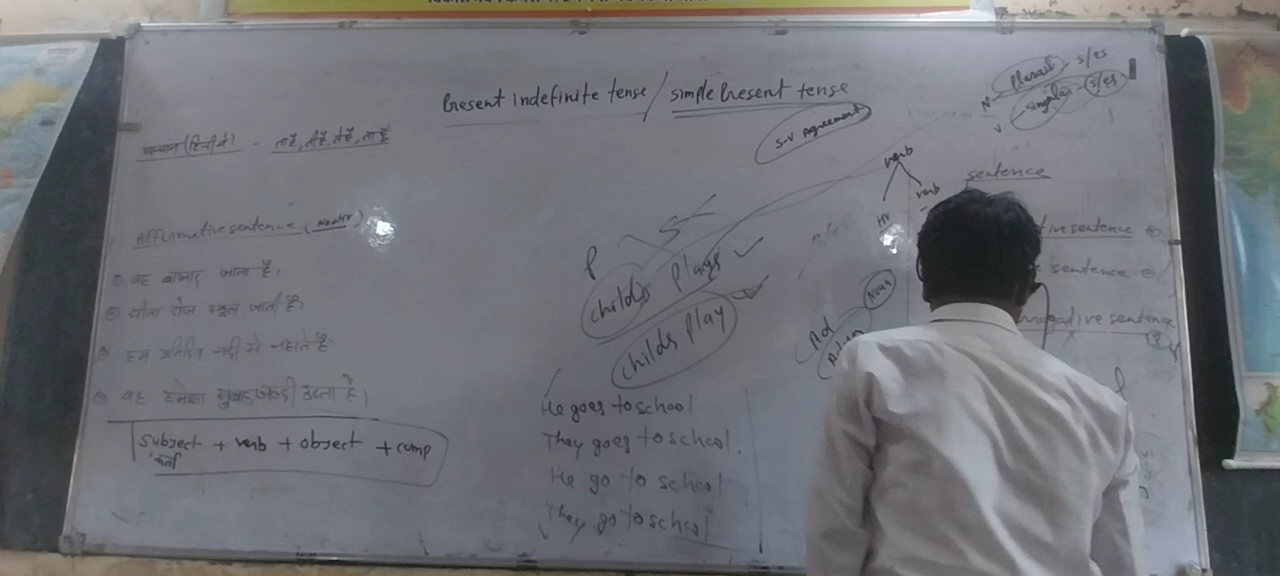 Present indefinite tense / simple Present tense
S-V Agreement
Plural - s/es
N
singular - s/es
V
पहचान (हिन्दी में) - ता है, ती है, ते है, ता हूँ
verb
HV
verb
sentence
Affirmative sentence (No HV)
① वह बाजार जाता है।
② सीता रोज स्कूल जाती है।
हम प्रतिदिन नदी में नहाते है
वह हमेशा सुबह जल्दी उठता है।
Subject + verb + object + comp
कर्ता
P
S
e/es
childs plays
childs play
Noun
Ad
He goes to school
They goes to school.
He go to school
They go to school
tive sentence
sentence
sentence